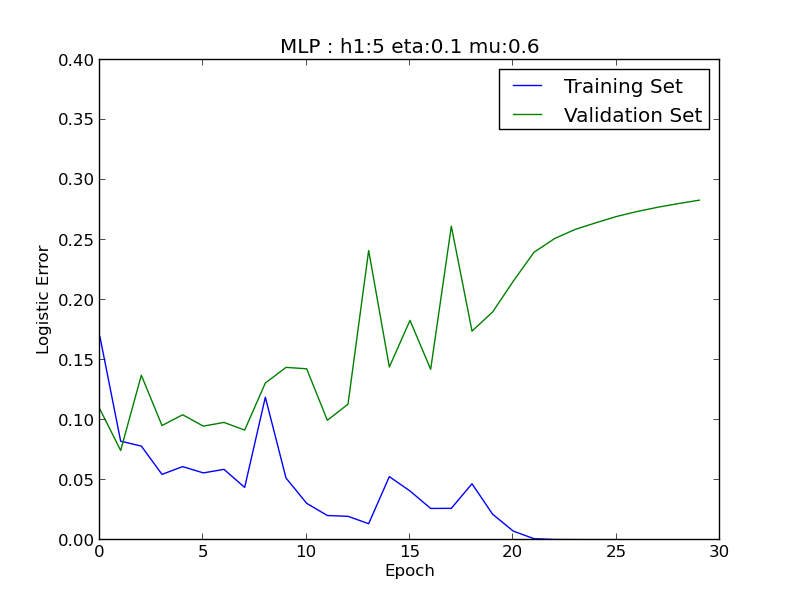 MLP : h1:5 eta:0.1 mu:0.6
Training Set
Validation Set
0.40
0.35
0.30
0.25
0.20
0.15
0.10
0.05
0.00
Logistic Error
0 5 10 15 20 25 30
Epoch